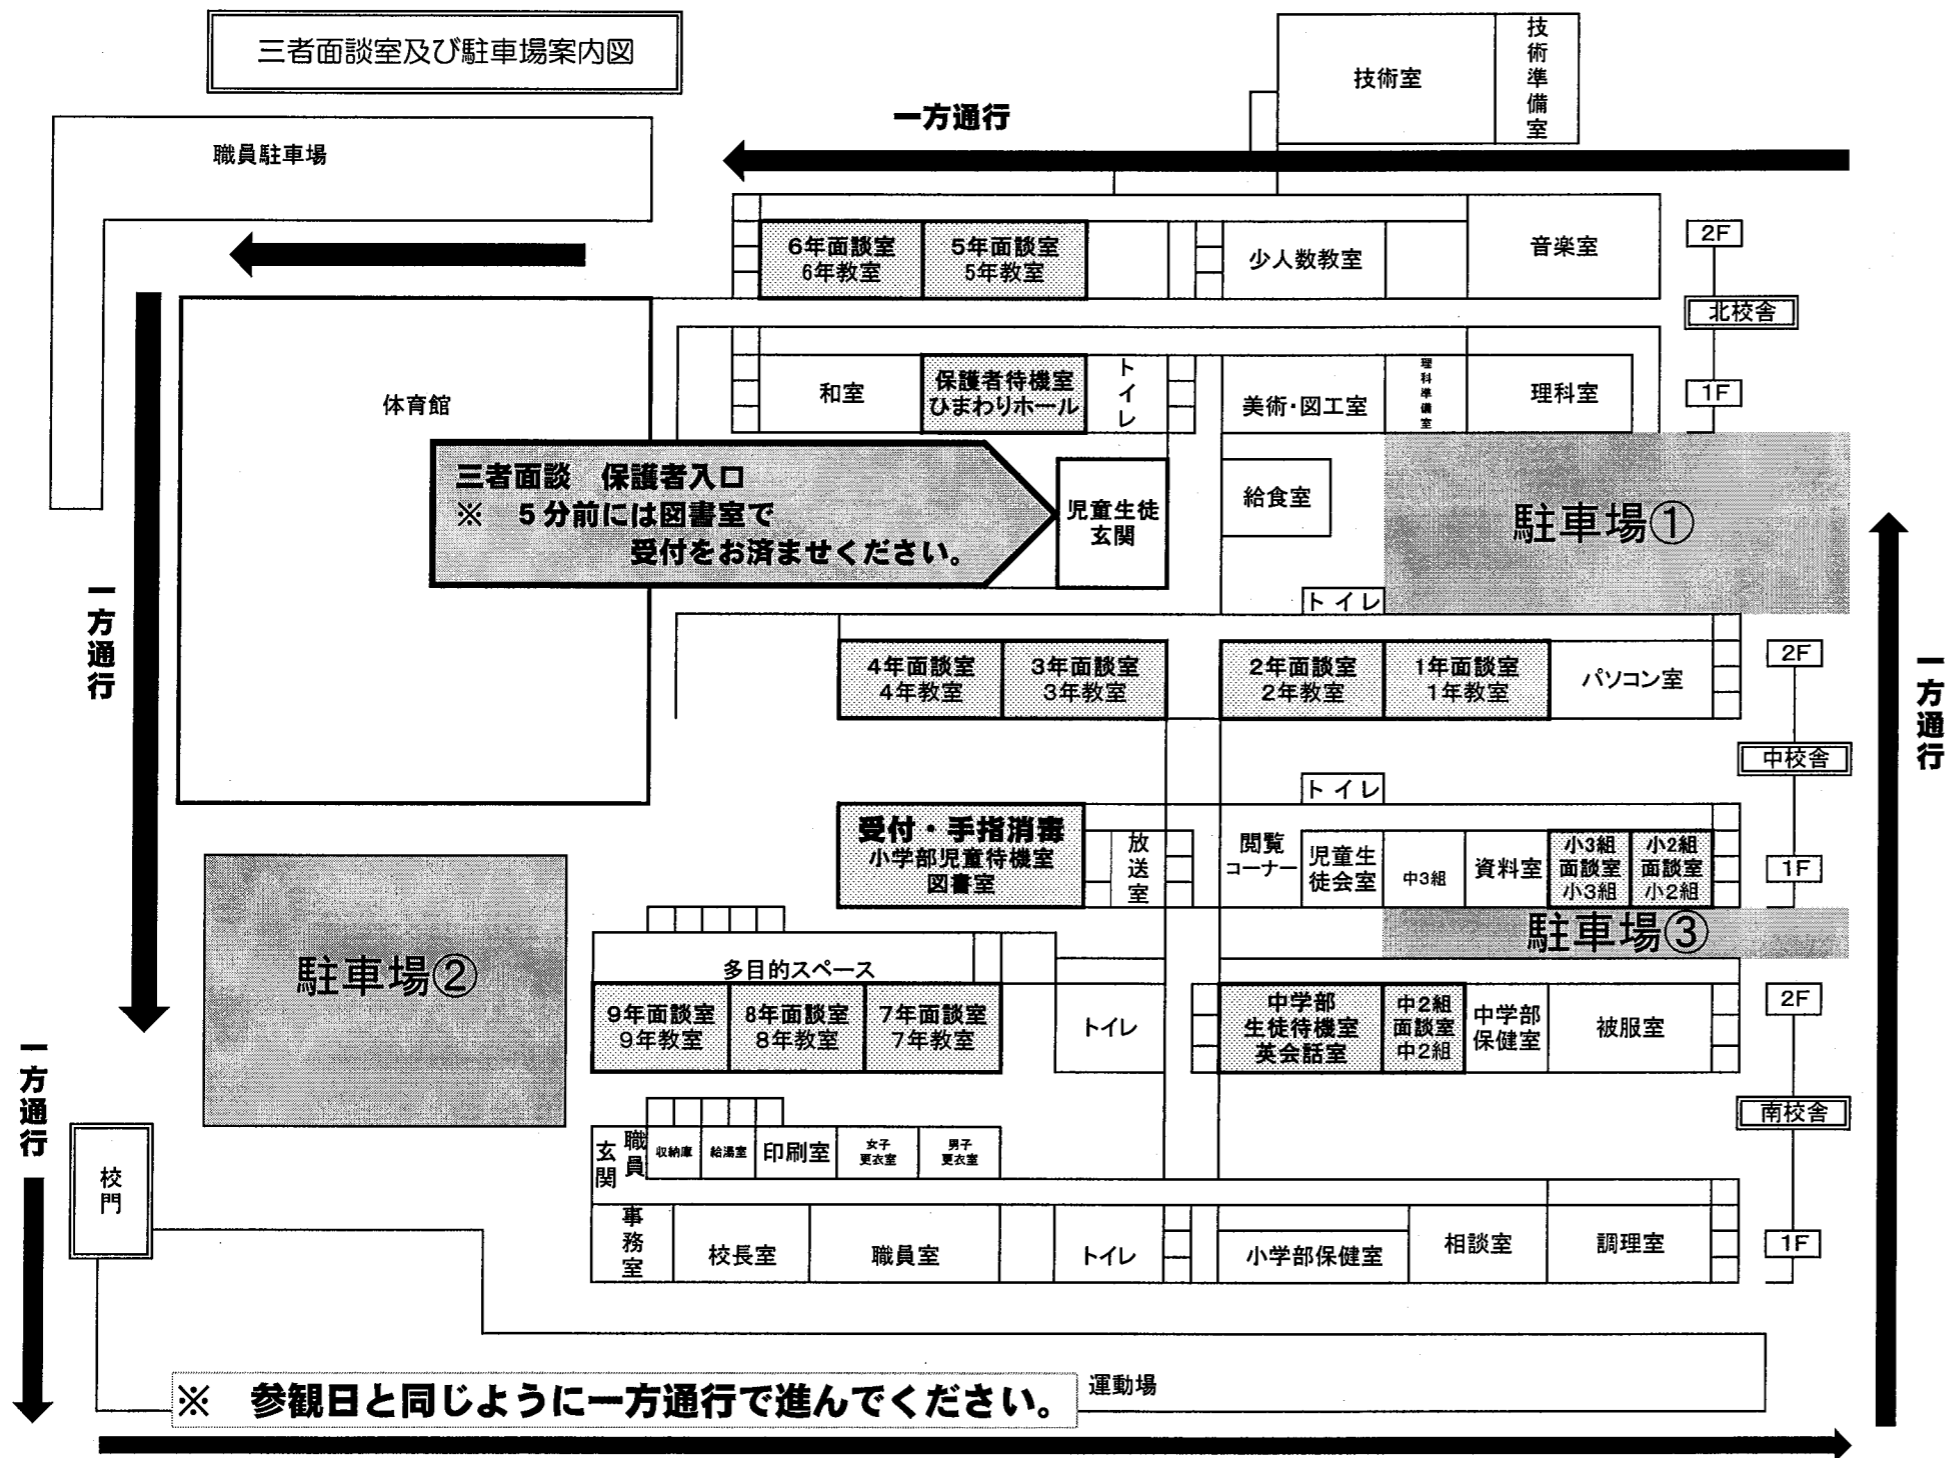 三者面談室及び駐車場案内図
技術室
技術準備室
一方通行
職員駐車場
6年面談室
6年教室
5年面談室
5年教室
少人数教室
音楽室
2F
北校舎
和室
保護者待機室
ひまわりホール
トイレ
美術・図工室
理科準備室
理科室
1F
体育館
三者面談 保護者入口
※ 5分前には図書室で
受付をお済ませください。
児童生徒
玄関
給食室
駐車場①
一方通行
トイレ
4年面談室
4年教室
3年面談室
3年教室
2年面談室
2年教室
1年面談室
1年教室
パソコン室
2F
一方通行
中校舎
トイレ
受付・手指消毒
小学部児童待機室
図書室
放送室
閲覧
コーナー
児童生
徒会室
中3組
資料室
小3組
面談室
小3組
小2組
面談室
小2組
1F
駐車場③
駐車場②
多目的スペース
9年面談室
9年教室
8年面談室
8年教室
7年面談室
7年教室
トイレ
中学部
生徒待機室
英会話室
中2組
面談室
中2組
中学部
保健室
被服室
2F
一方通行
南校舎
校門
職員
玄関
収納庫
給湯室
印刷室
女子
更衣室
男子
更衣室
事務室
校長室
職員室
トイレ
小学部保健室
相談室
調理室
1F
※ 参観日と同じように一方通行で進んでください。
運動場